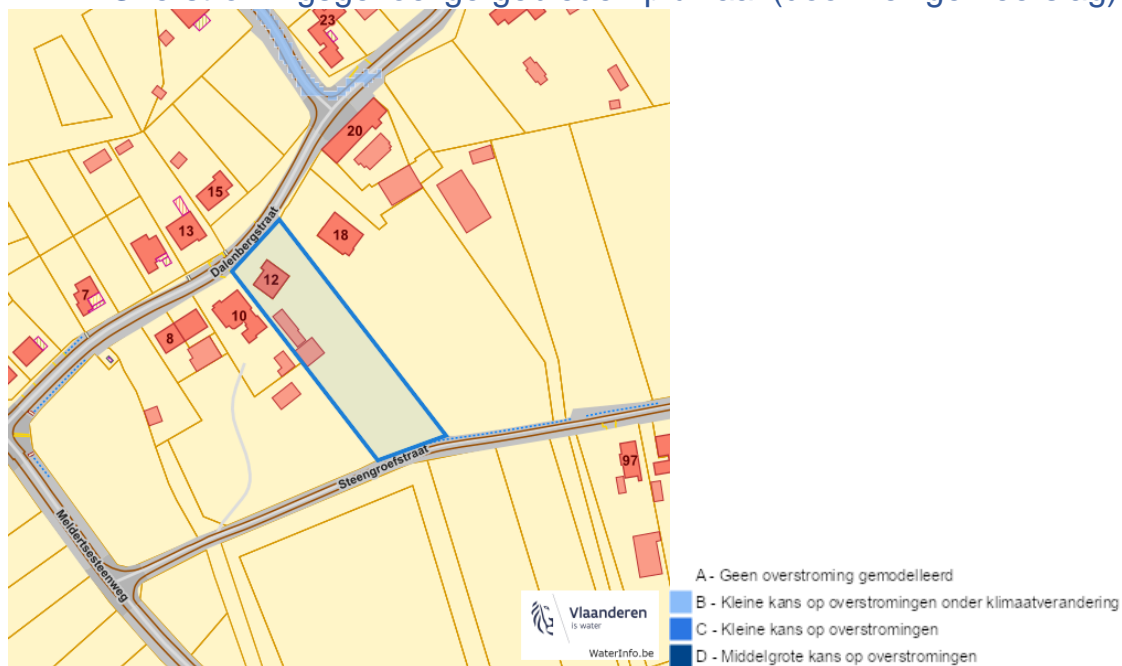 23
20
15
13
18
Dalenbergstraat
12
7
10
8
97
Steengroefstraat
Meldertsesteenweg
Vlaanderen
is water
WaterInfo.be
A - Geen overstroming gemodelleerd
B - Kleine kans op overstromingen onder klimaatverandering
C - Kleine kans op overstromingen
D - Middelgrote kans op overstromingen